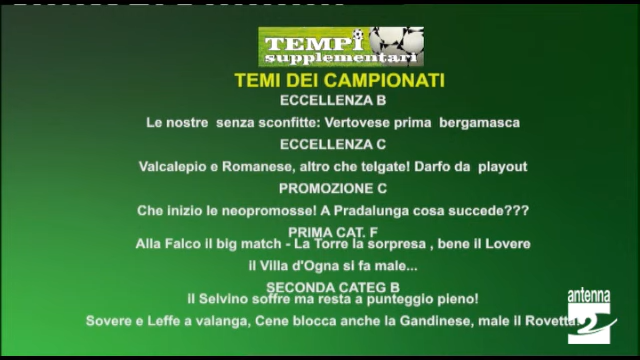 TEMPI
supplementari
TEMI DEI CAMPIONATI
ECCELLENZA B
Le nostre senza sconfitte: Vertovese prima bergamasca
ECCELLENZA C
Valcalepio e Romanese, altro che telgate! Darfo da playout
PROMOZIONE C
Che inizio le neopromosse! A Pradalunga cosa succede???
PRIMA CAT. F
Alla Falco il big match - La Torre la sorpresa , bene il Lovere
il Villa d'Ogna si fa male...
SECONDA CATEG B
il Selvino soffre ma resta a punteggio pieno!
Sovere e Leffe a valanga, Cene blocca anche la Gandinese, male il Rovetta!
antenna
2